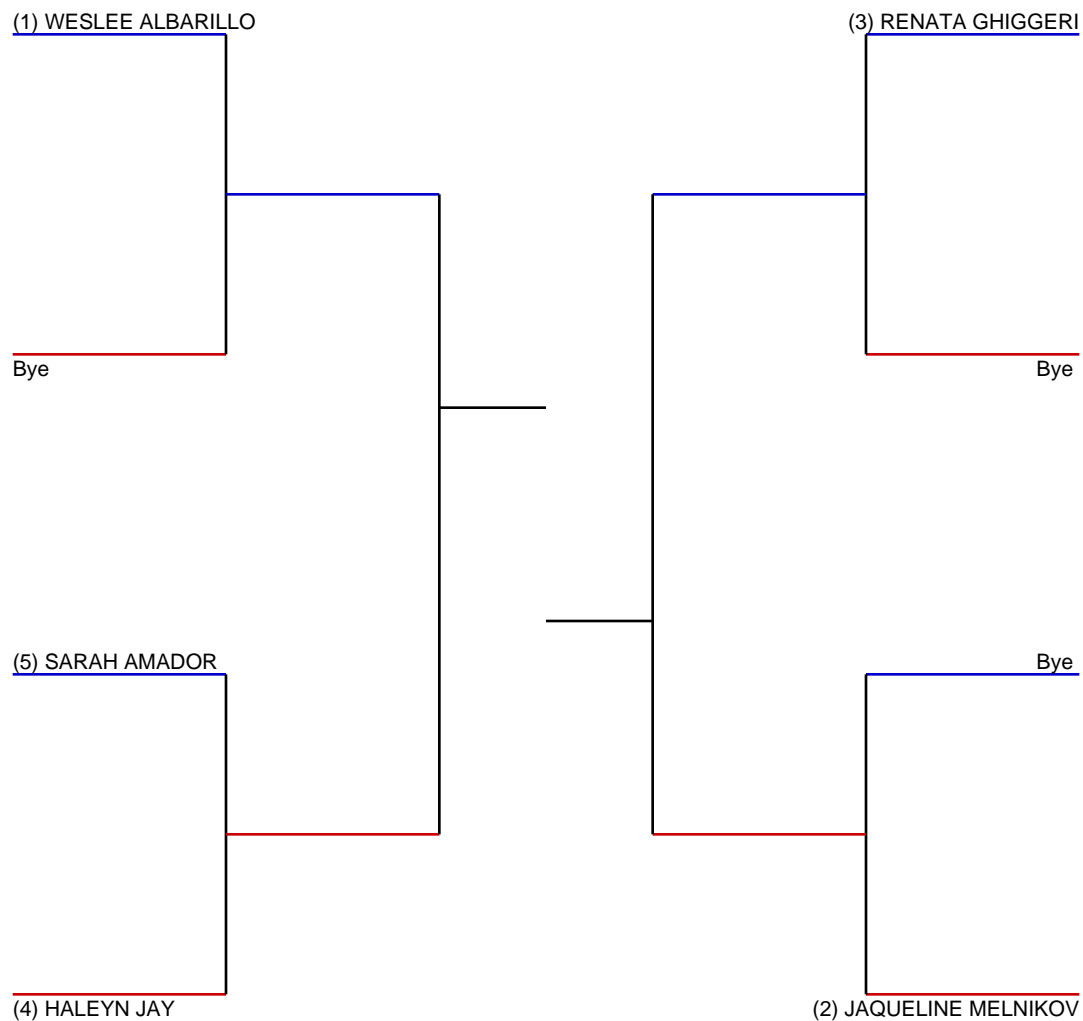 (1) WESLEE ALBARILLO
(3) RENATA GHIGGERI
Bye
Bye
(5) SARAH AMADOR
Bye
(4) HALEYN JAY
(2) JAQUELINE MELNIKOV